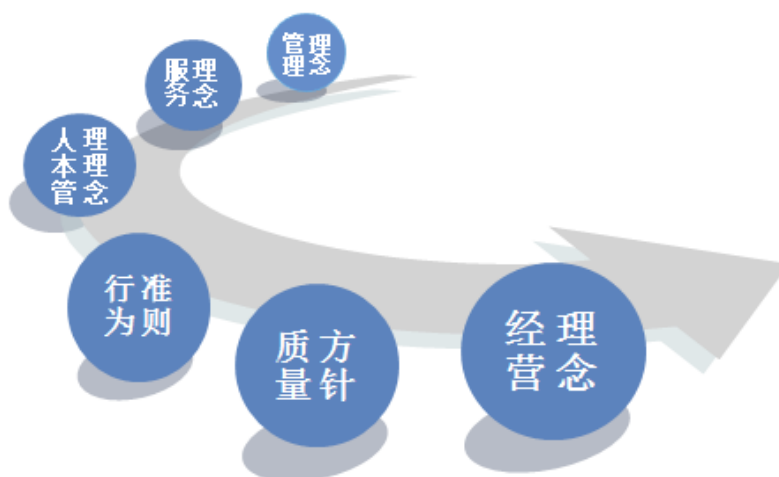 管理
理念
服务
理念
人本管
理理念
行为
准则
质量
方针
经营
理念